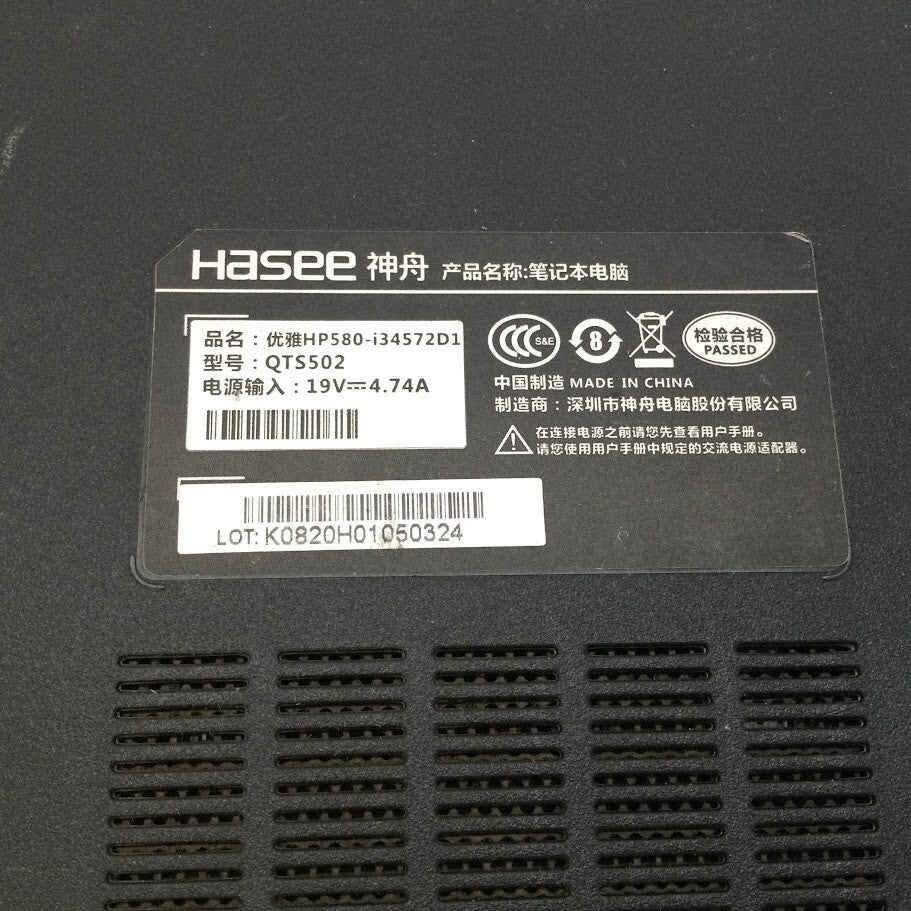 Hasee 神舟 产品名称:笔记本电脑
品名：优雅HP580-i34572D1
型号：QTS502
电源输入：19V⎓4.74A
CCC S&E
8
检验合格
PASSED
中国制造 MADE IN CHINA
制造商：深圳市神舟电脑股份有限公司
在连接电源之前请您先查看用户手册。
请您使用用户手册中规定的交流电源适配器。
LOT: K0820H01050324